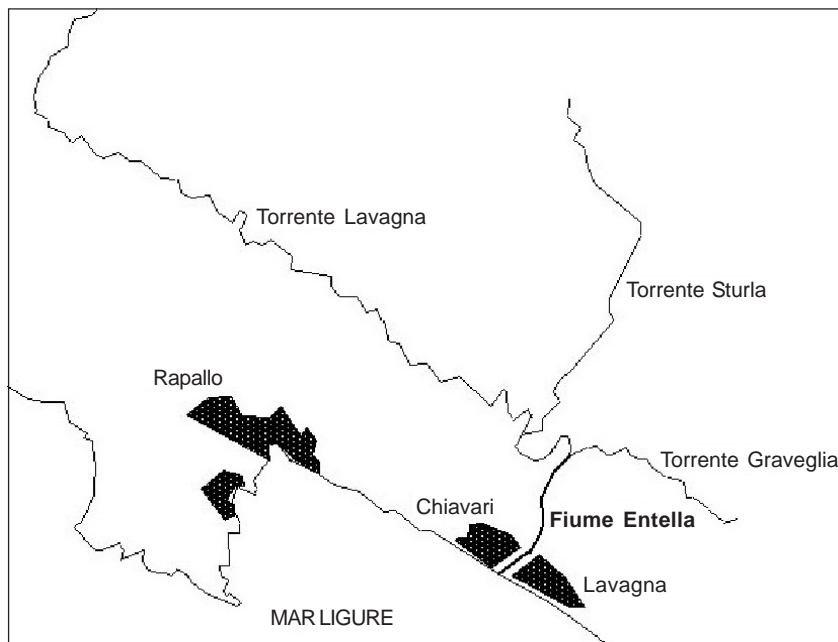 Torrente Lavagna
Torrente Sturla
Rapallo
Torrente Graveglia
Chiavari
Fiume Entella
Lavagna
MAR LIGURE